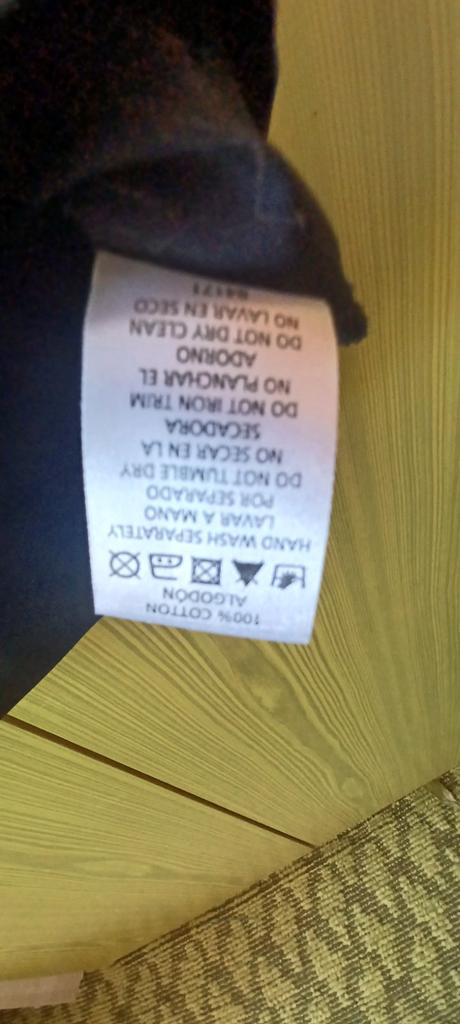 100% COTTON
ALGODÓN
HAND WASH SEPARATELY
LAVAR A MANO
POR SEPARADO
DO NOT TUMBLE DRY
NO SECAR EN LA
SECADORA
DO NOT IRON TRIM
NO PLANCHAR EL
ADORNO
DO NOT DRY CLEAN
NO LAVAR EN SECO